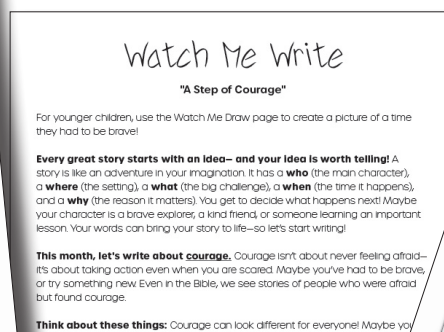 Watch Me Write
"A Step of Courage"
For younger children, use the Watch Me Draw page to create a picture of a time
they had to be brave!
Every great story starts with an idea— and your idea is worth telling! A
story is like an adventure in your imagination. It has a who (the main character),
a where (the setting), a what (the big challenge), a when (the time it happens),
and a why (the reason it matters). You get to decide what happens next! Maybe
your character is a brave explorer, a kind friend, or someone learning an important
lesson. Your words can bring your story to life—so let's start writing!
This month, let's write about courage. Courage isn't about never feeling afraid—
it's about taking action even when you are scared. Maybe you've had to be brave,
or try something new. Even in the Bible, we see stories of people who were afraid
but found courage.
Think about these things: Courage can look different for everyone! Maybe you